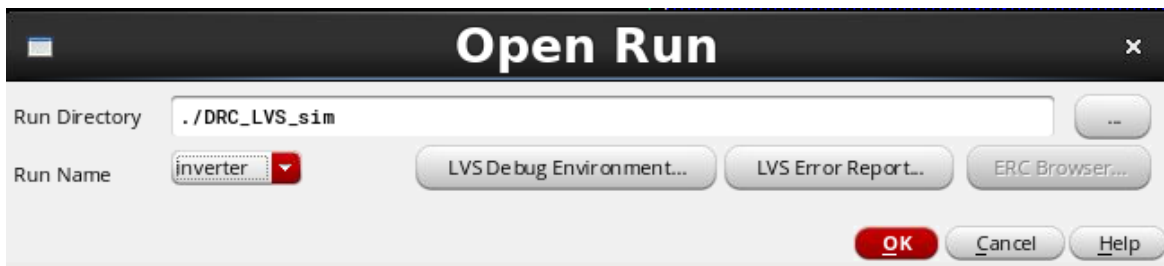 Open Run
Run Directory ./DRC_LVS_sim ...
Run Name inverter LVS Debug Environment... LVS Error Report... ERC Browser...
OK Cancel Help